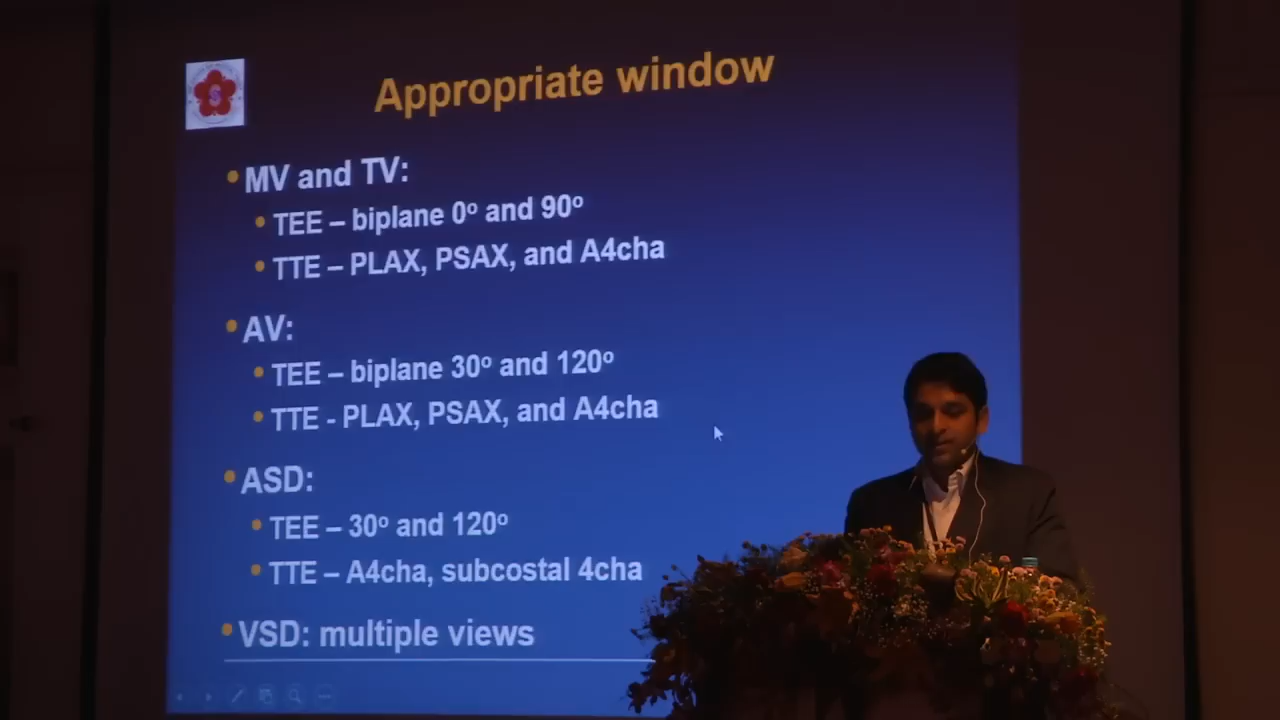 Appropriate window
• MV and TV:
• TEE – biplane 0º and 90º
• TTE – PLAX, PSAX, and A4cha
• AV:
• TEE – biplane 30º and 120º
• TTE - PLAX, PSAX, and A4cha
• ASD:
• TEE – 30º and 120º
• TTE – A4cha, subcostal 4cha
• VSD: multiple views